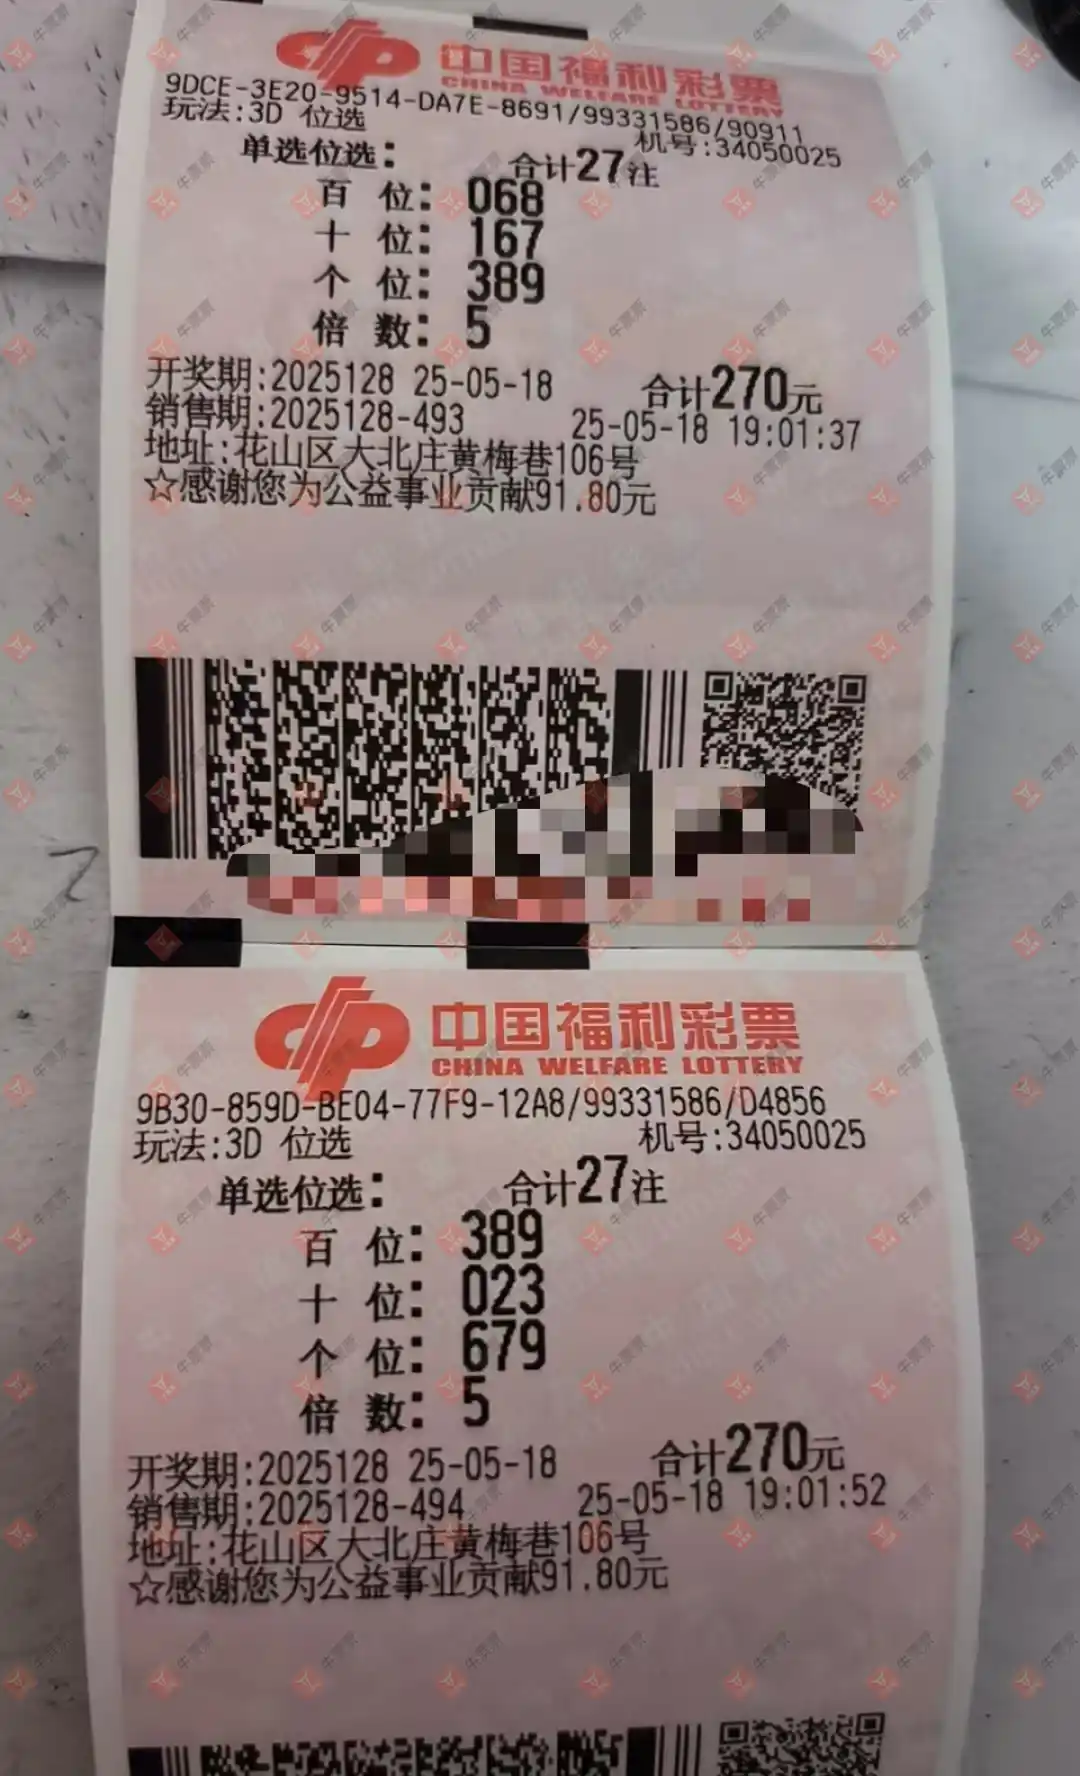 中国福利彩票
CHINA WELFARE LOTTERY
9DCE-3E20-9514-DA7E-8691/99331586/90911
玩法:3D 位选 机号:34050025
单选位选: 合计27注
百 位: 068
十 位: 167
个 位: 389
倍 数: 5
开奖期:2025128 25-05-18 合计270元
销售期:2025128-493 25-05-18 19:01:37
地址:花山区大北庄黄梅巷106号
☆感谢您为公益事业贡献91.80元
中国福利彩票
CHINA WELFARE LOTTERY
9B30-859D-BE04-77F9-12A8/99331586/D4856
玩法:3D 位选 机号:34050025
单选位选: 合计27注
百 位: 389
十 位: 023
个 位: 679
倍 数: 5
开奖期:2025128 25-05-18 合计270元
销售期:2025128-494 25-05-18 19:01:52
地址:花山区大北庄黄梅巷106号
☆感谢您为公益事业贡献91.80元